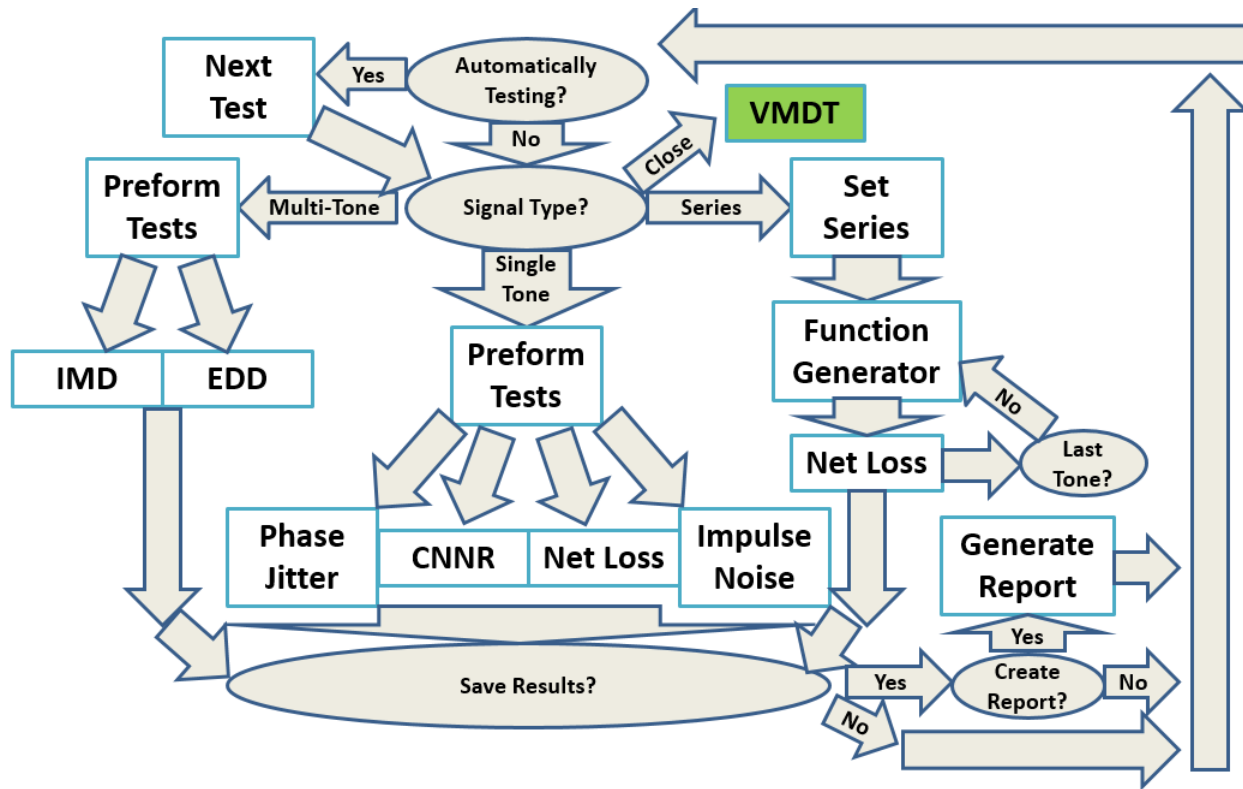 Next
Test
Yes
Automatically
Testing?
No
VMDT
Close
Preform
Tests
Multi-Tone
Signal Type?
Series
Set
Series
Single
Tone
IMD
EDD
Preform
Tests
Function
Generator
No
Net Loss
Last
Tone?
Phase
Jitter
CNNR
Net Loss
Impulse
Noise
Generate
Report
Yes
Save Results?
Yes
Create
Report?
No
No